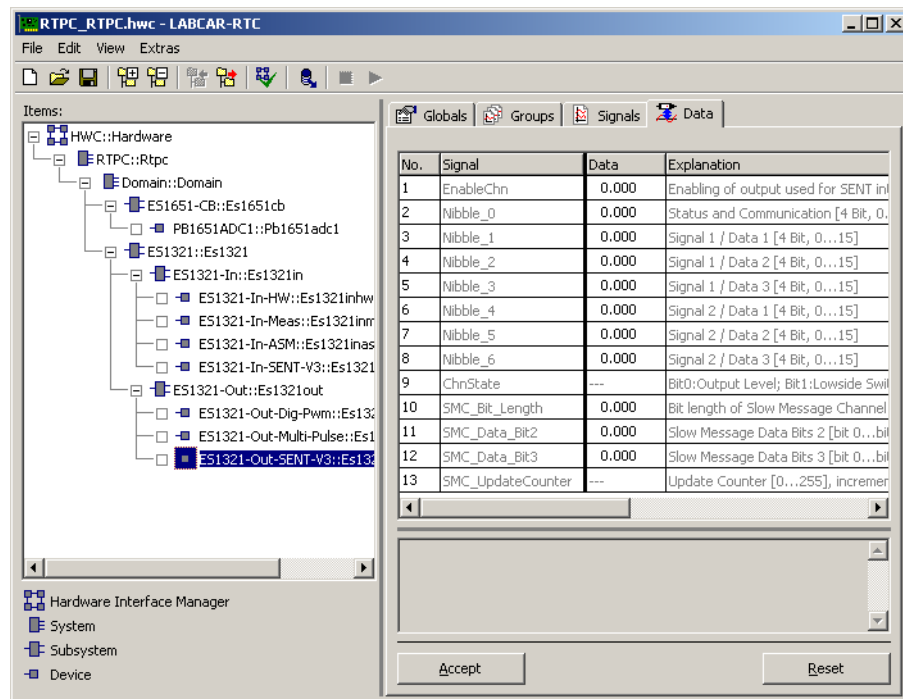 RTPC_RTPC.hwc - LABCAR-RTC
File Edit View Extras
Items:
HWC::Hardware
RTPC::Rtpc
Domain::Domain
ES1651-CB::Es1651cb
PB1651ADC1::Pb1651adc1
ES1321::Es1321
ES1321-In::Es1321in
ES1321-In-HW::Es1321inhw
ES1321-In-Meas::Es1321inm
ES1321-In-ASM::Es1321inas
ES1321-In-SENT-V3::Es1321
ES1321-Out::Es1321out
ES1321-Out-Dig-Pwm::Es132
ES1321-Out-Multi-Pulse::Es1
ES1321-Out-SENT-V3::Es132
Hardware Interface Manager
System
Subsystem
Device
Globals Groups Signals Data
No. Signal Data Explanation
1 EnableChn 0.000 Enabling of output used for SENT in
2 Nibble_0 0.000 Status and Communication [4 Bit, 0.
3 Nibble_1 0.000 Signal 1 / Data 1 [4 Bit, 0...15]
4 Nibble_2 0.000 Signal 1 / Data 2 [4 Bit, 0...15]
5 Nibble_3 0.000 Signal 1 / Data 3 [4 Bit, 0...15]
6 Nibble_4 0.000 Signal 2 / Data 1 [4 Bit, 0...15]
7 Nibble_5 0.000 Signal 2 / Data 2 [4 Bit, 0...15]
8 Nibble_6 0.000 Signal 2 / Data 3 [4 Bit, 0...15]
9 ChnState --- Bit0:Output Level; Bit1:Lowside Swi
10 SMC_Bit_Length 0.000 Bit length of Slow Message Channel
11 SMC_Data_Bit2 0.000 Slow Message Data Bits 2 [bit 0...bi
12 SMC_Data_Bit3 0.000 Slow Message Data Bits 3 [bit 0...bi
13 SMC_UpdateCounter --- Update Counter [0...255], incremen
Accept Reset